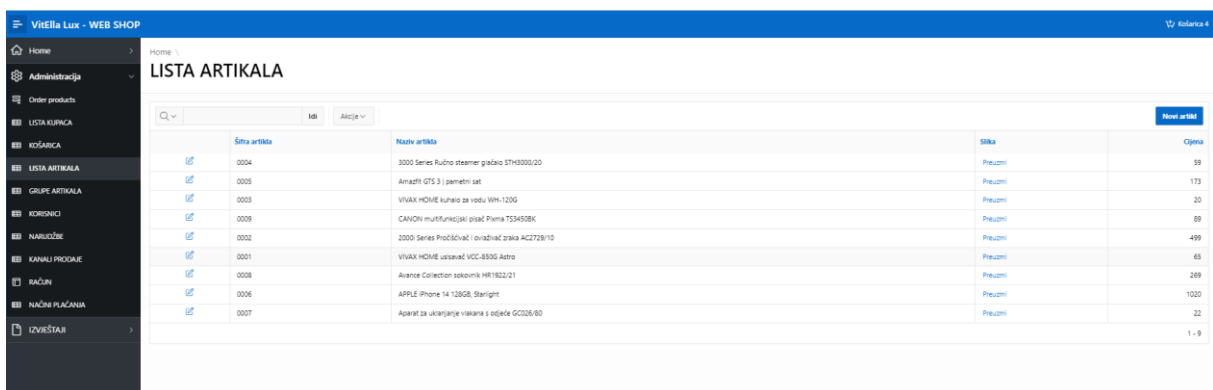 VitElla Lux - WEB SHOP
Košarica 4
Home
Administracija
Order products
LISTA KUPACA
KOŠARICA
LISTA ARTIKALA
GRUPE ARTIKALA
KORISNICI
NARUDŽBE
KANALI PRODAJE
RAČUN
NAČINI PLAĆANJA
IZVJEŠTAJI
Home \
LISTA ARTIKALA
Idi Akcije Novi artikl
Šifra artikla Naziv artikla Slika Cijena
0004 3000 Series Ručno steamer glačalo STH3000/20 Preuzmi 59
0005 Amazfit GTS 3 | pametni sat Preuzmi 173
0003 VIVAX HOME kuhalo za vodu WH-120G Preuzmi 20
0009 CANON multifunkcijski pisač Pixma TS3450BK Preuzmi 89
0002 2000i Series Pročišćivač i ovlaživač zraka AC2729/10 Preuzmi 499
0001 VIVAX HOME usisavač VCC-850G Astro Preuzmi 65
0008 Avance Collection sokovnik HR1922/21 Preuzmi 269
0006 APPLE iPhone 14 128GB, Starlight Preuzmi 1020
0007 Aparat za uklanjanje vlakana s odjeće GC026/80 Preuzmi 22
1 - 9